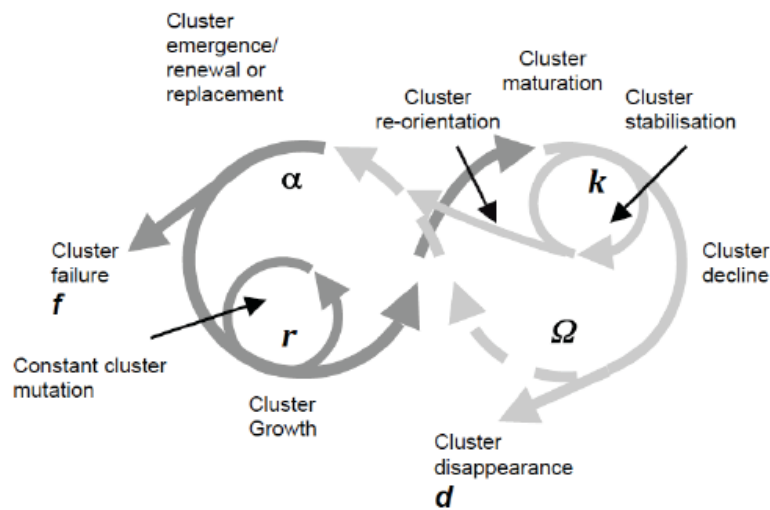 Cluster
emergence/
renewal or
replacement
Cluster
maturation
Cluster
re-orientation
Cluster
stabilisation
α
k
Cluster
failure
f
Cluster
decline
r
Ω
Constant cluster
mutation
Cluster
Growth
Cluster
disappearance
d